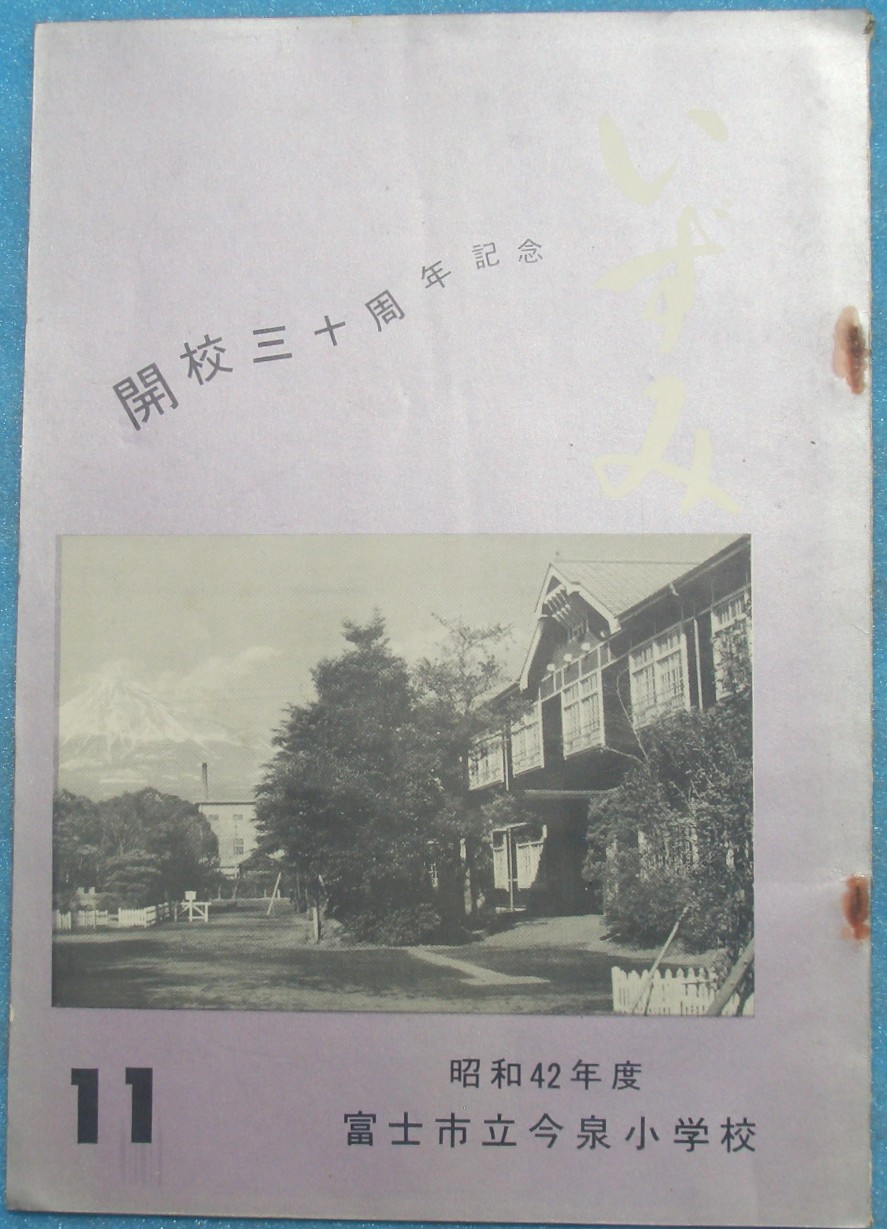 いずみ
開校三十周年記念
11
昭和42年度
富士市立今泉小学校